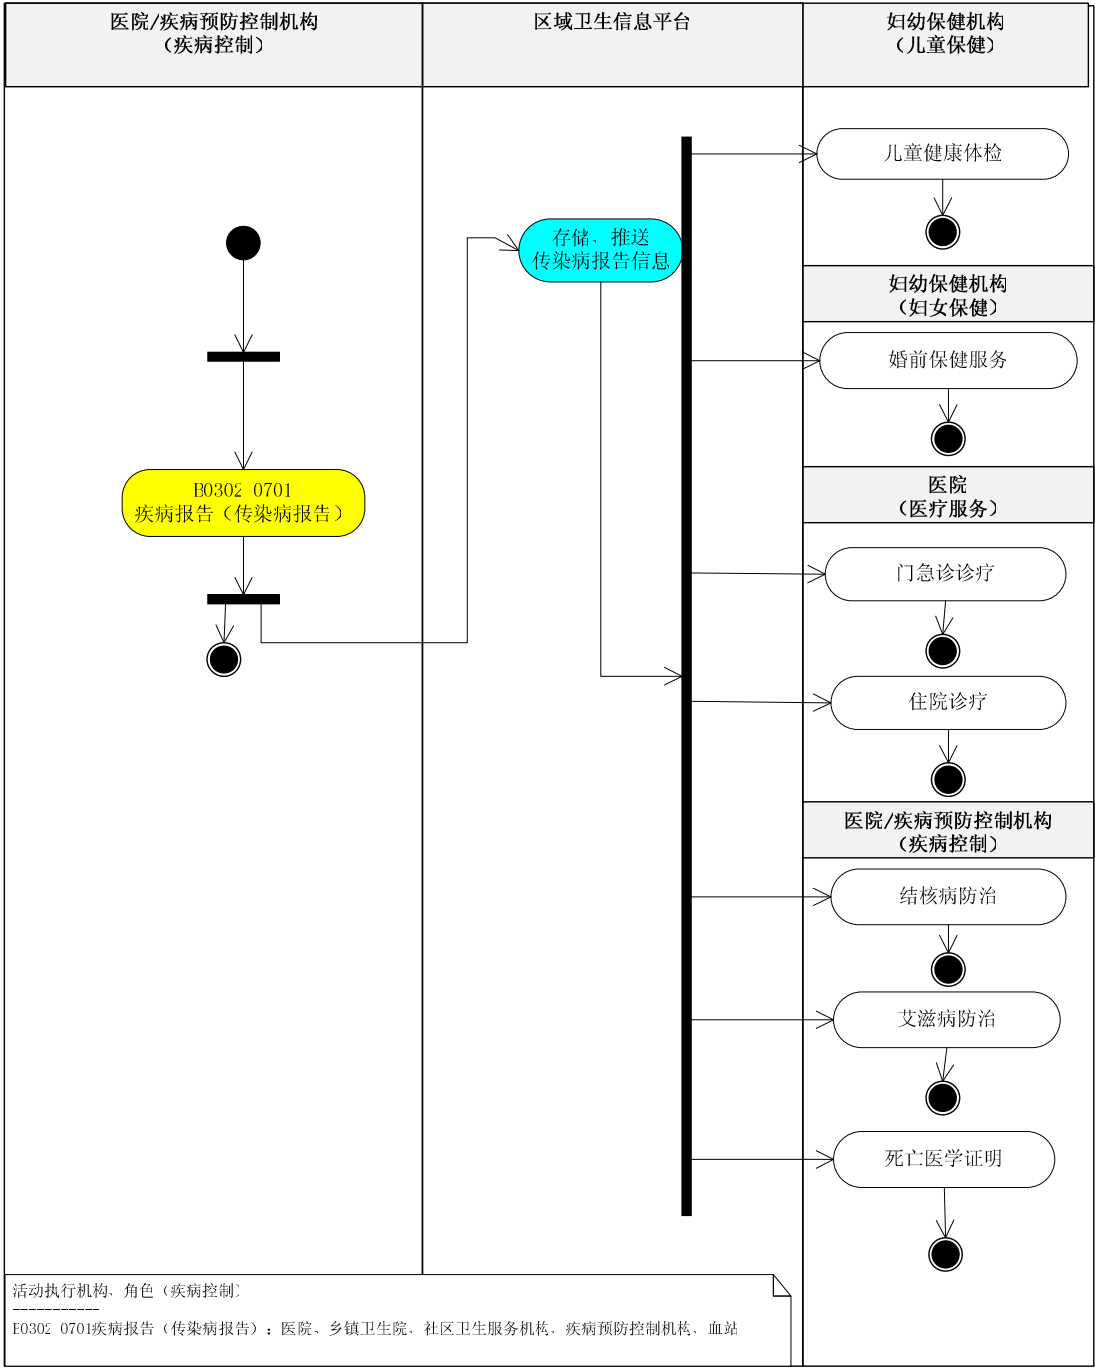 医院/疾病预防控制机构
（疾病控制）
区域卫生信息平台
妇幼保健机构
（儿童保健）
儿童健康体检
存储、推送
传染病报告信息
妇幼保健机构
（妇女保健）
婚前保健服务
B0302 0701
疾病报告（传染病报告）
医院
（医疗服务）
门急诊诊疗
住院诊疗
医院/疾病预防控制机构
（疾病控制）
结核病防治
艾滋病防治
死亡医学证明
活动执行机构、角色（疾病控制）
-----------
B0302 0701疾病报告（传染病报告）：医院、乡镇卫生院、社区卫生服务机构、疾病预防控制机构、血站